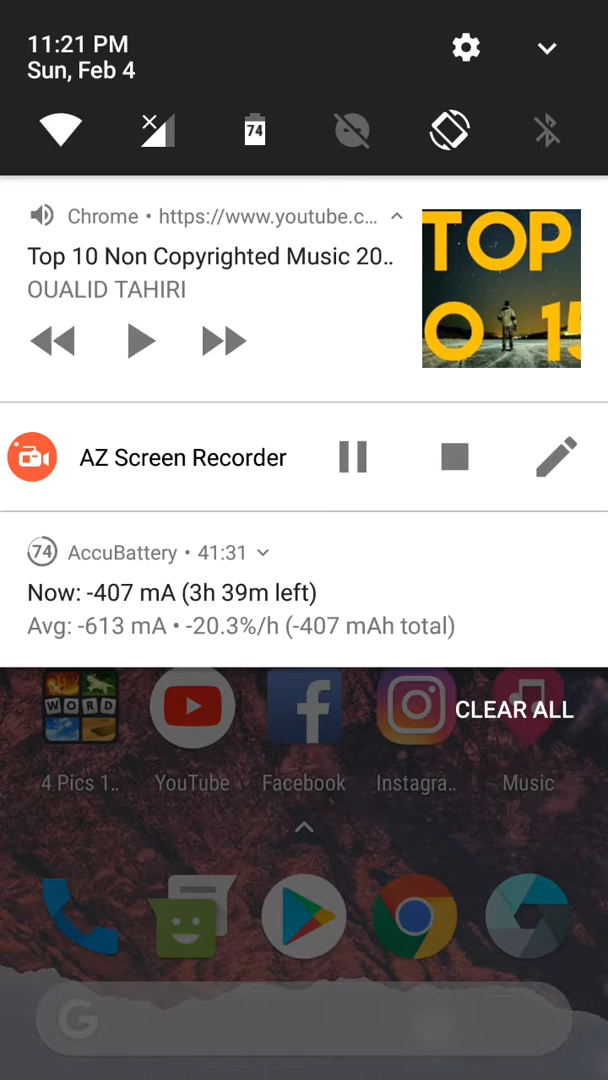 11:21 PM
Sun, Feb 4
74
Chrome • https://www.youtube.c...
Top 10 Non Copyrighted Music 20..
OUALID TAHIRI
TOP
O 15
AZ Screen Recorder
74 AccuBattery • 41:31
Now: -407 mA (3h 39m left)
Avg: -613 mA • -20.3%/h (-407 mAh total)
CLEAR ALL
WORD
4 Pics 1.. YouTube Facebook Instagra.. Music
G